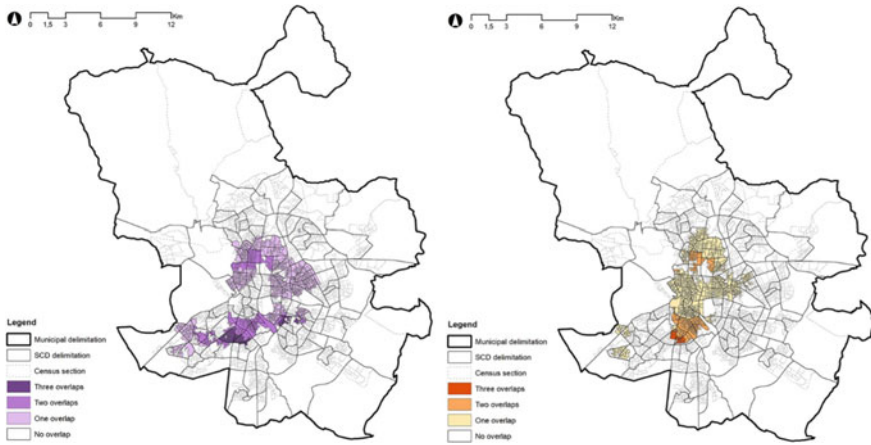 Km
0 1,5 3 6 9 12
Legend
Municipal delimitation
SCD delimitation
Census section
Three overlaps
Two overlaps
One overlap
No overlap
Km
0 1,5 3 6 9 12
Legend
Municipal delimitation
SCD delimitation
Census section
Three overlaps
Two overlaps
One overlap
No overlap